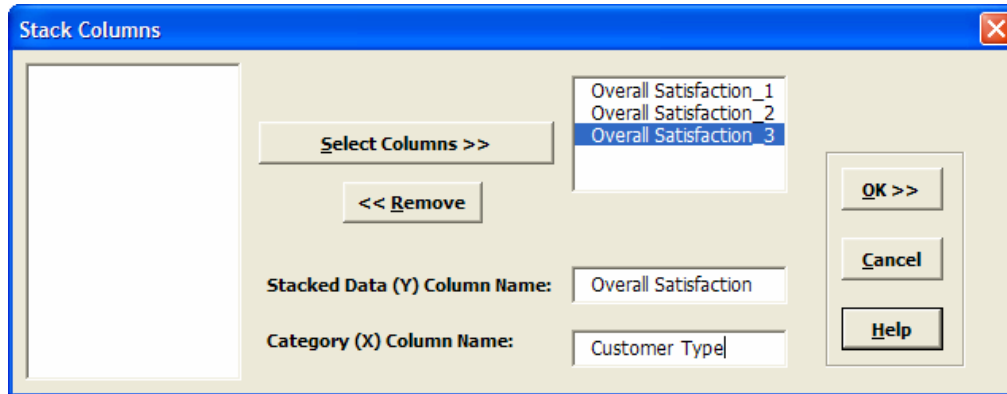 Stack Columns
Select Columns >>
<< Remove
Overall Satisfaction_1
Overall Satisfaction_2
Overall Satisfaction_3
OK >>
Cancel
Help
Stacked Data (Y) Column Name:
Overall Satisfaction
Category (X) Column Name:
Customer Type